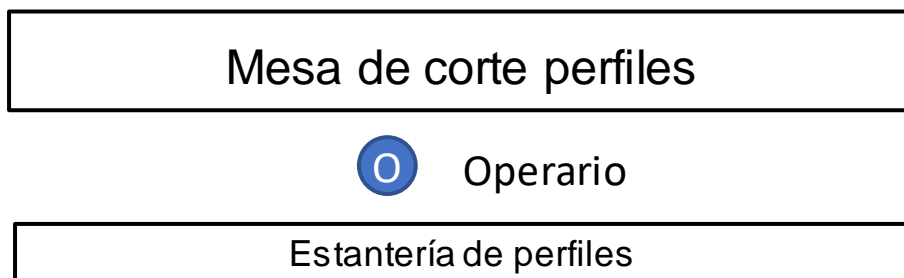 Mesa de corte perfiles
O Operario
Estantería de perfiles